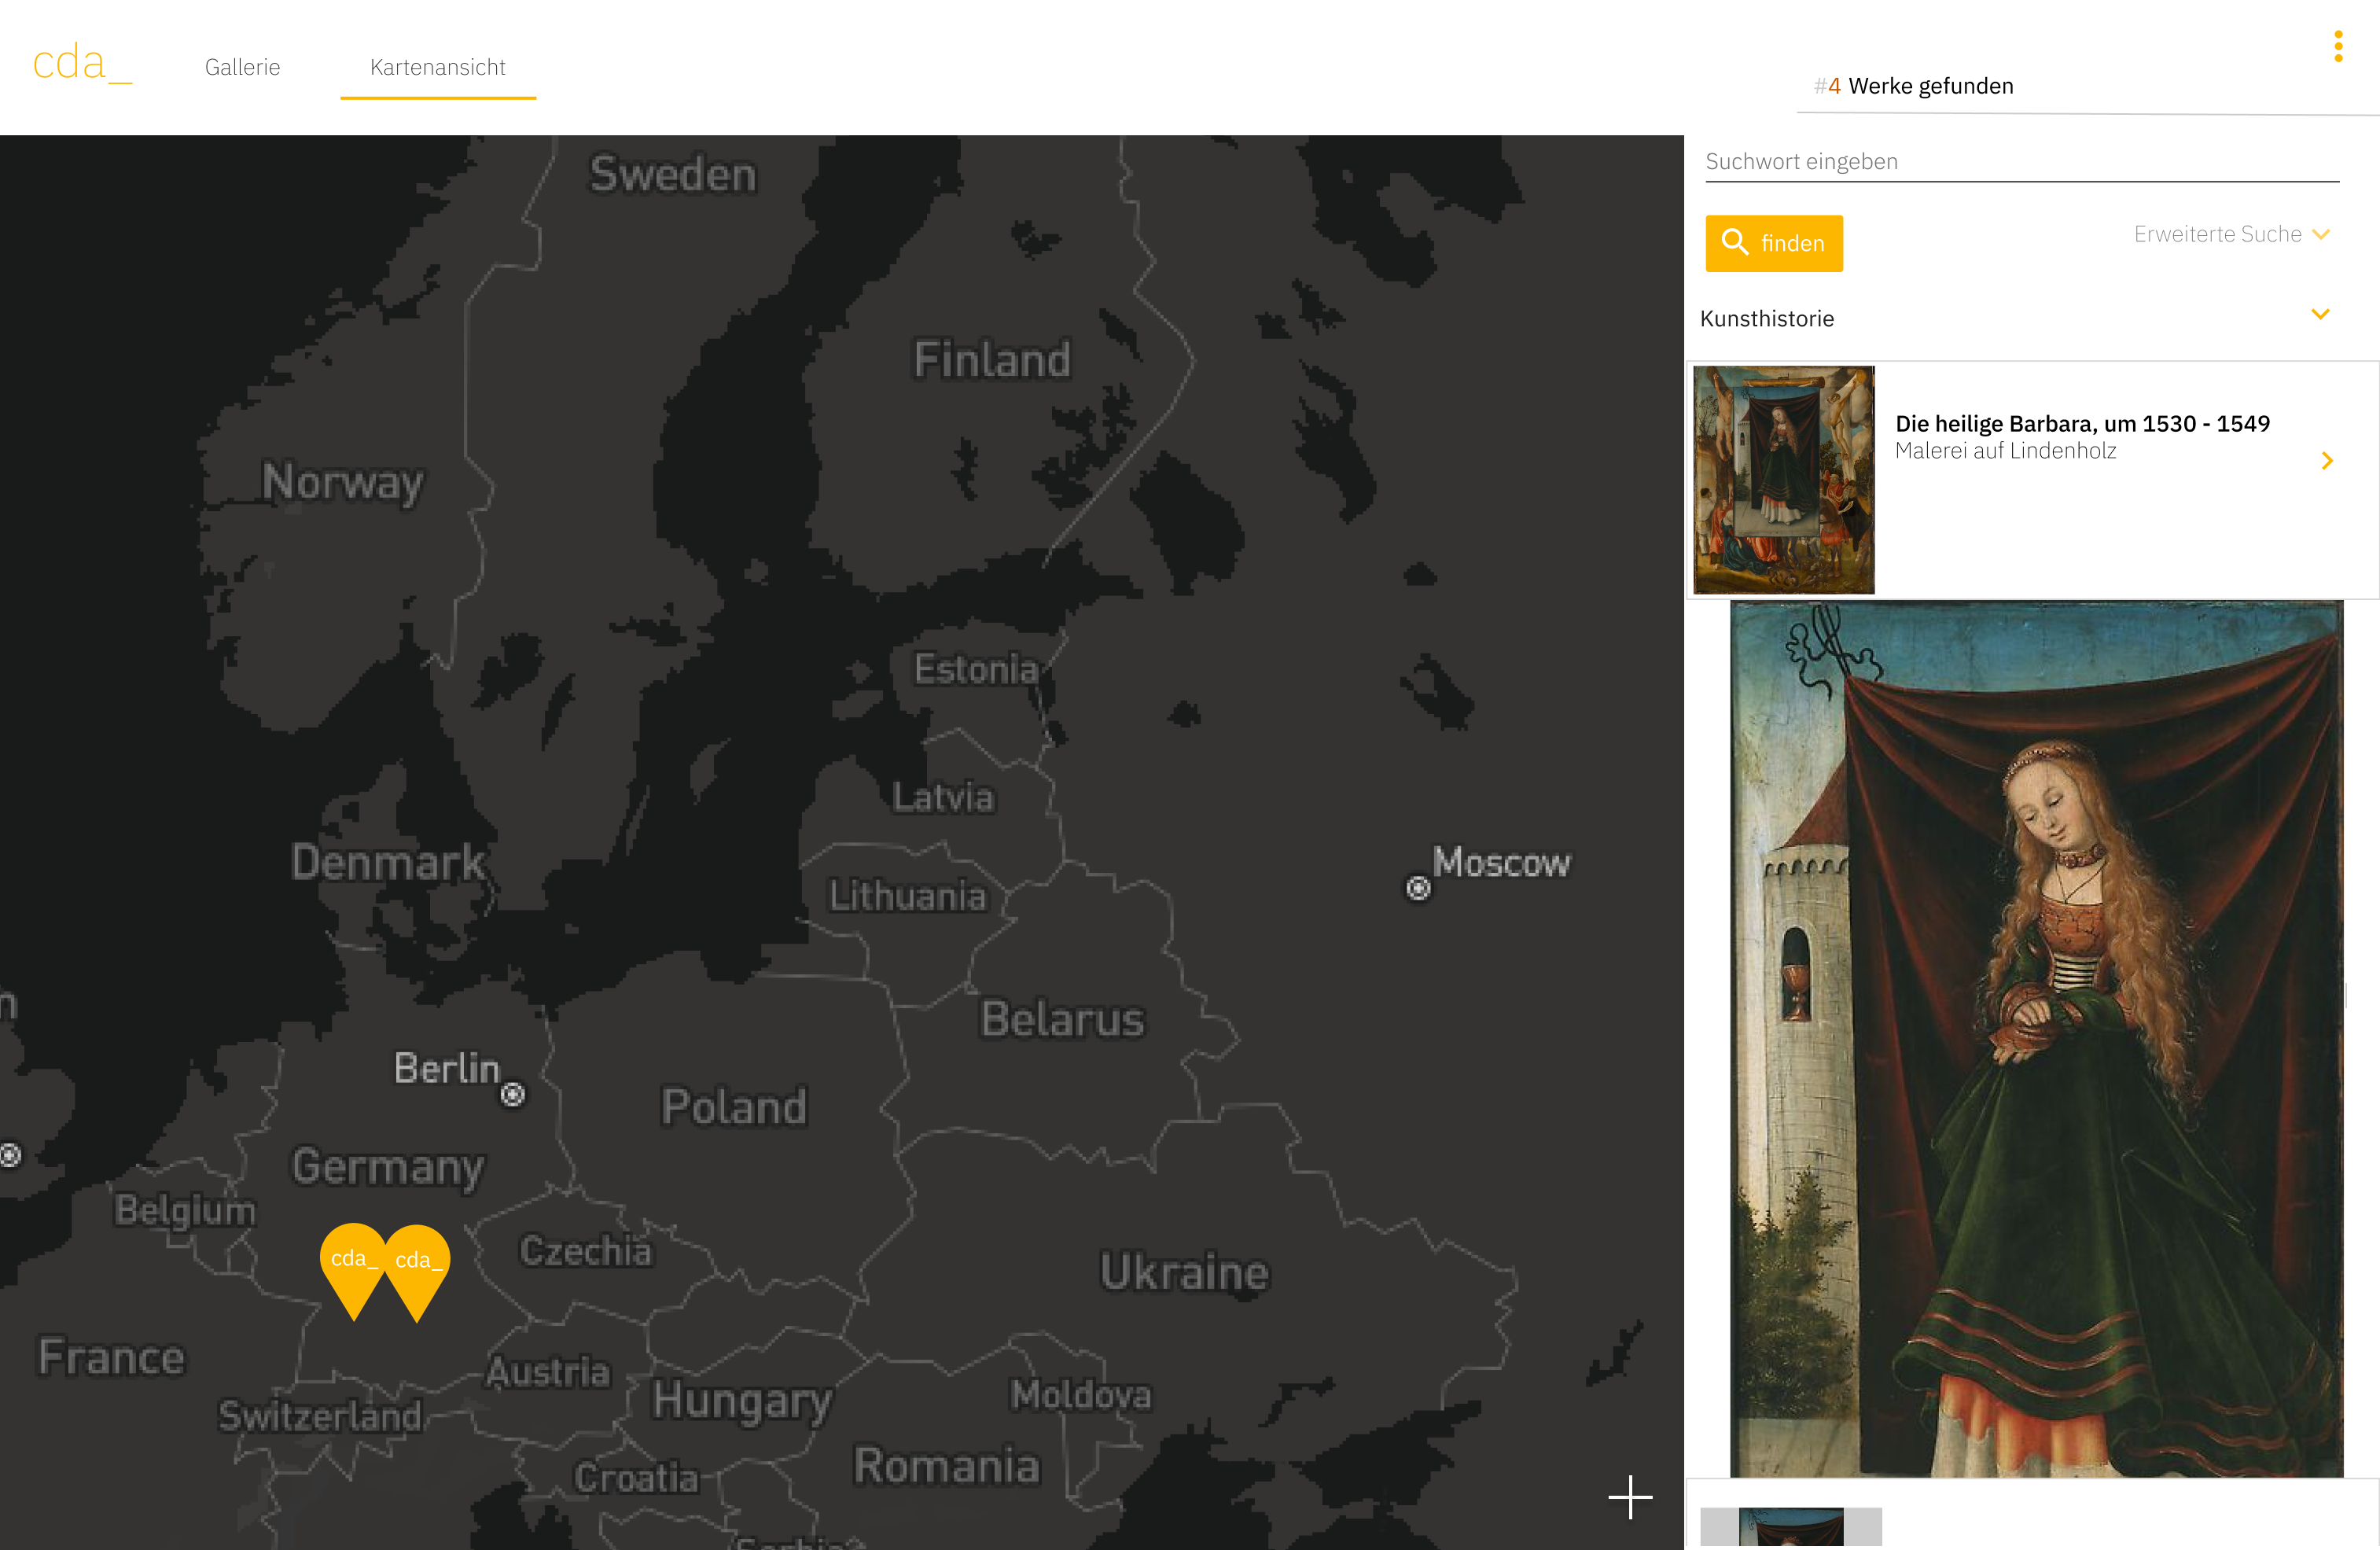 cda_
Gallerie
Kartenansicht
#4 Werke gefunden
Suchwort eingeben
finden
Erweiterte Suche
Kunsthistorie
Die heilige Barbara, um 1530 - 1549
Malerei auf Lindenholz
Sweden
Finland
Norway
Estonia
Latvia
Denmark
Moscow
Lithuania
Belarus
Berlin
Poland
Germany
Belgium
Czechia
cda_
cda_
Ukraine
France
Austria
Hungary
Moldova
Switzerland
Romania
Croatia